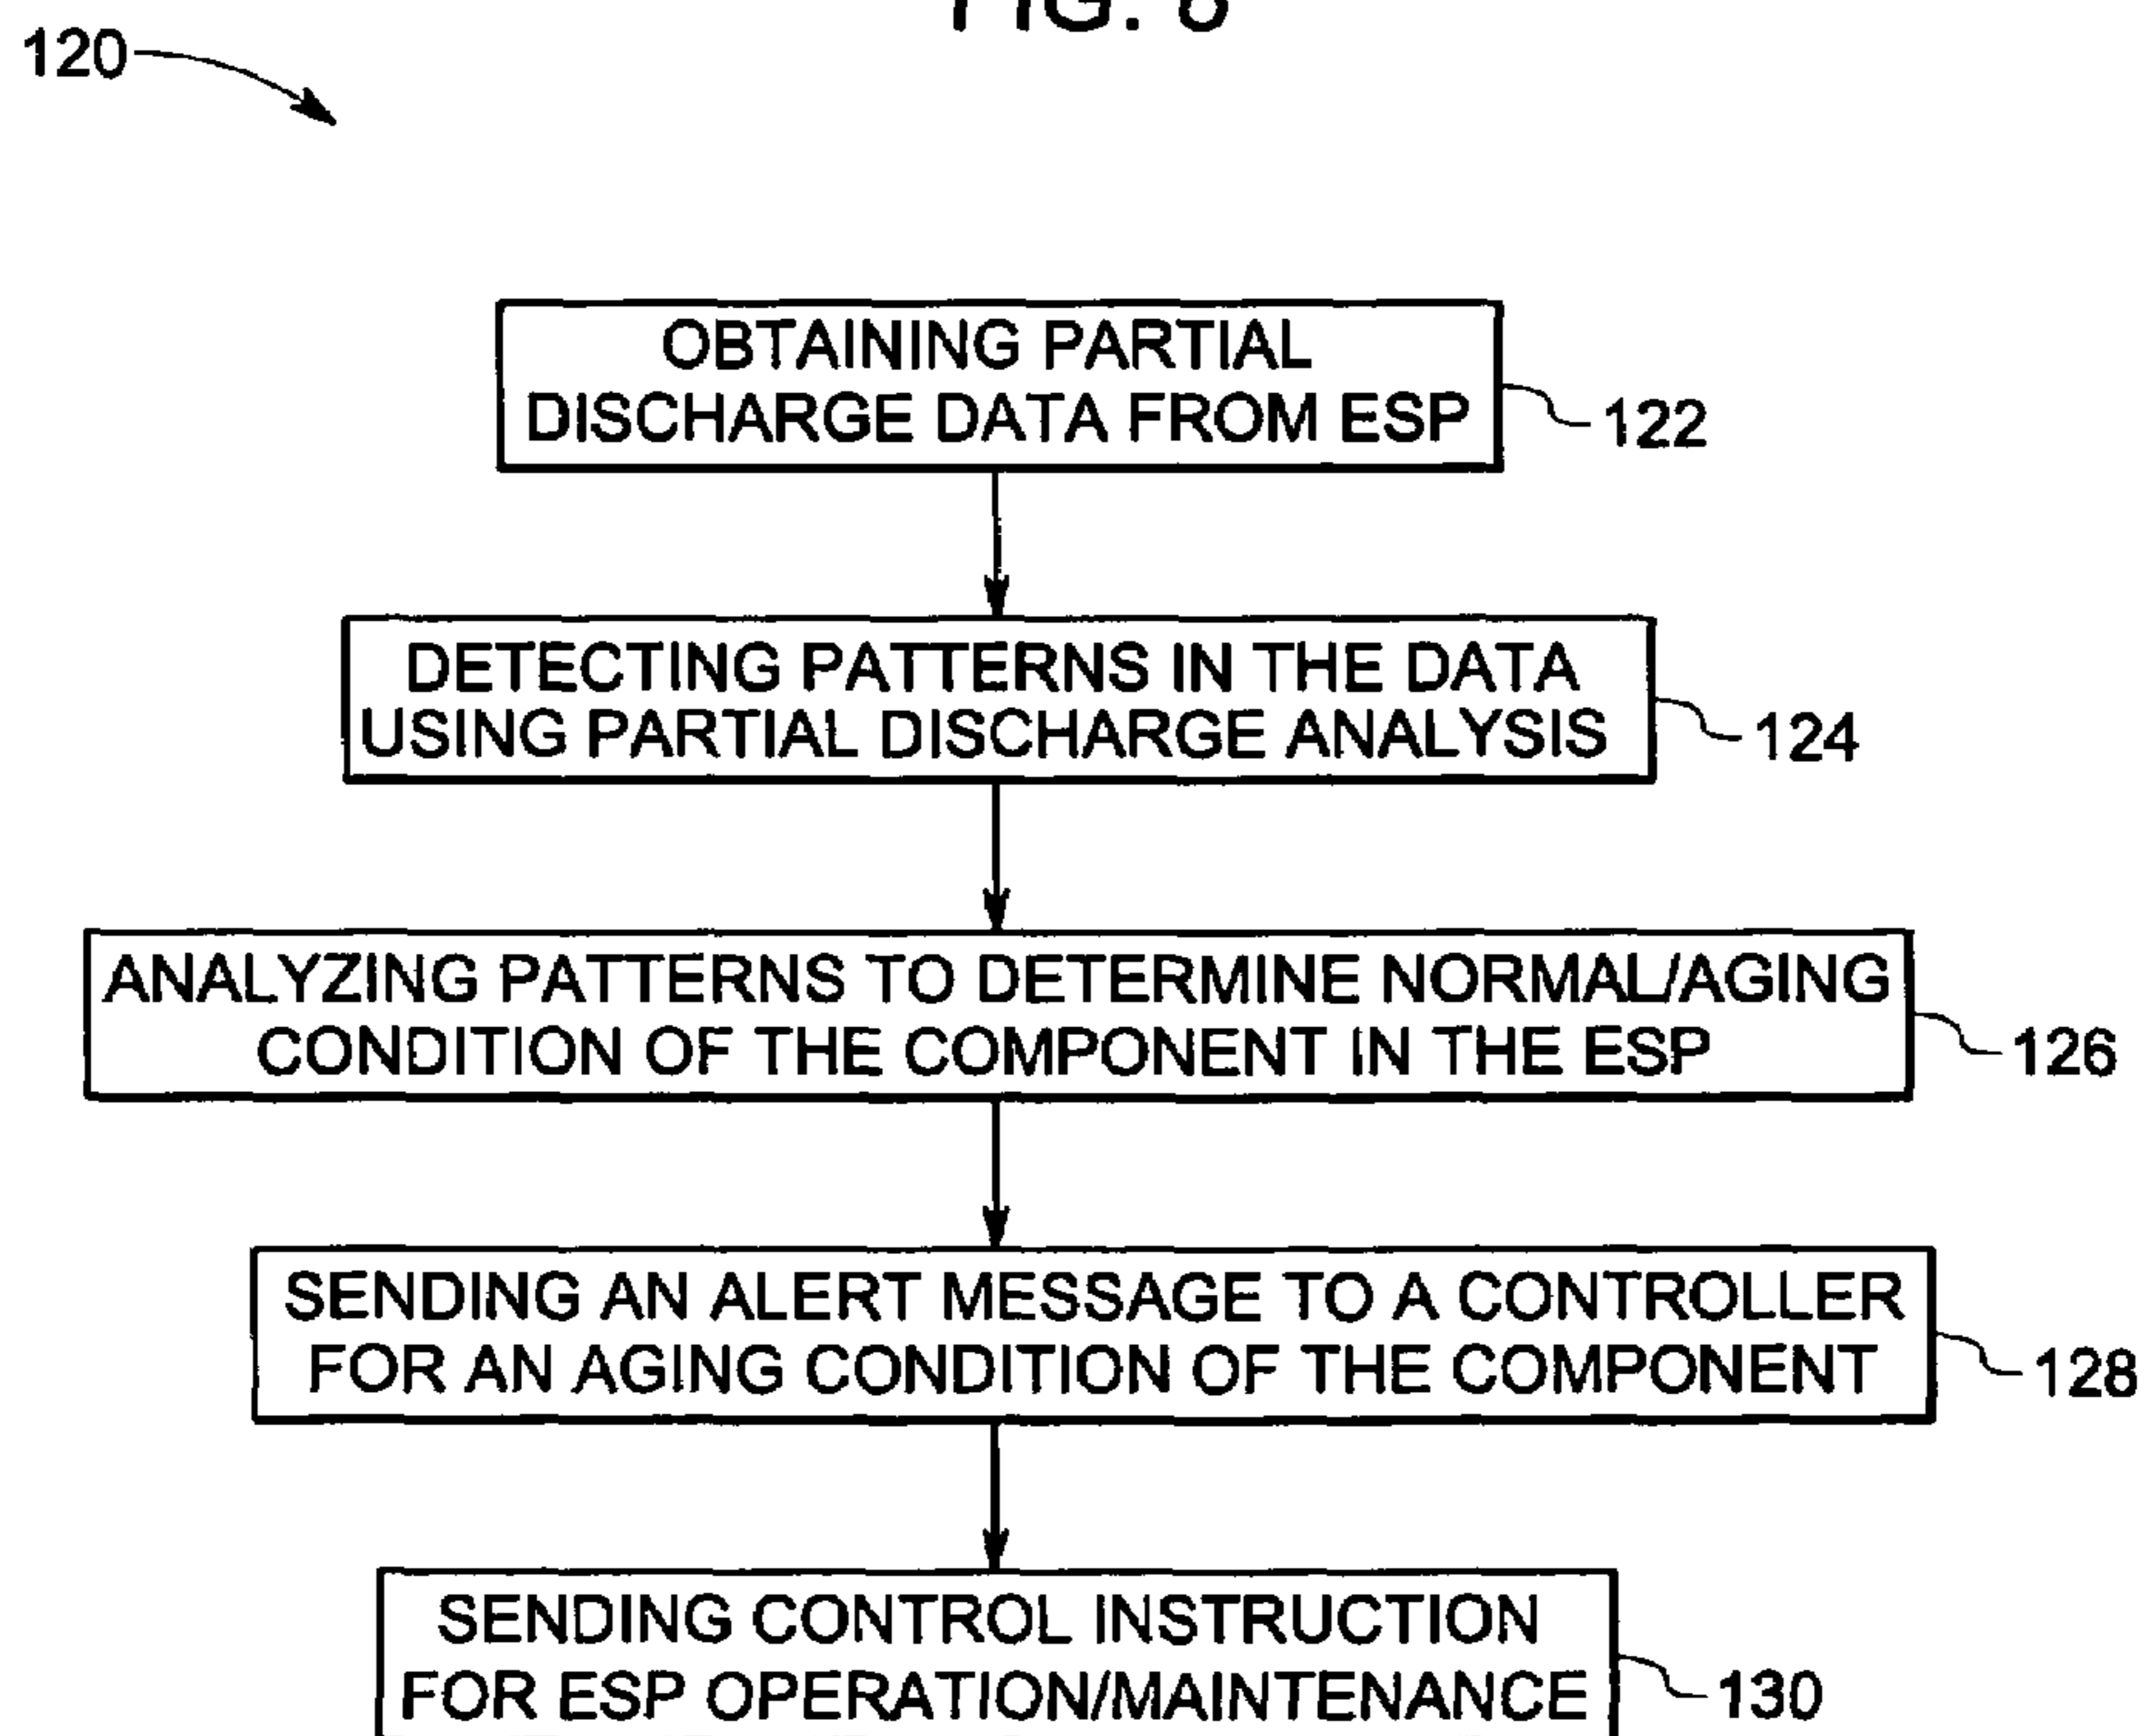 FIG. 8
120
OBTAINING PARTIAL
DISCHARGE DATA FROM ESP
122
DETECTING PATTERNS IN THE DATA
USING PARTIAL DISCHARGE ANALYSIS
124
ANALYZING PATTERNS TO DETERMINE NORMAL/AGING
CONDITION OF THE COMPONENT IN THE ESP
126
SENDING AN ALERT MESSAGE TO A CONTROLLER
FOR AN AGING CONDITION OF THE COMPONENT
128
SENDING CONTROL INSTRUCTION
FOR ESP OPERATION/MAINTENANCE
130